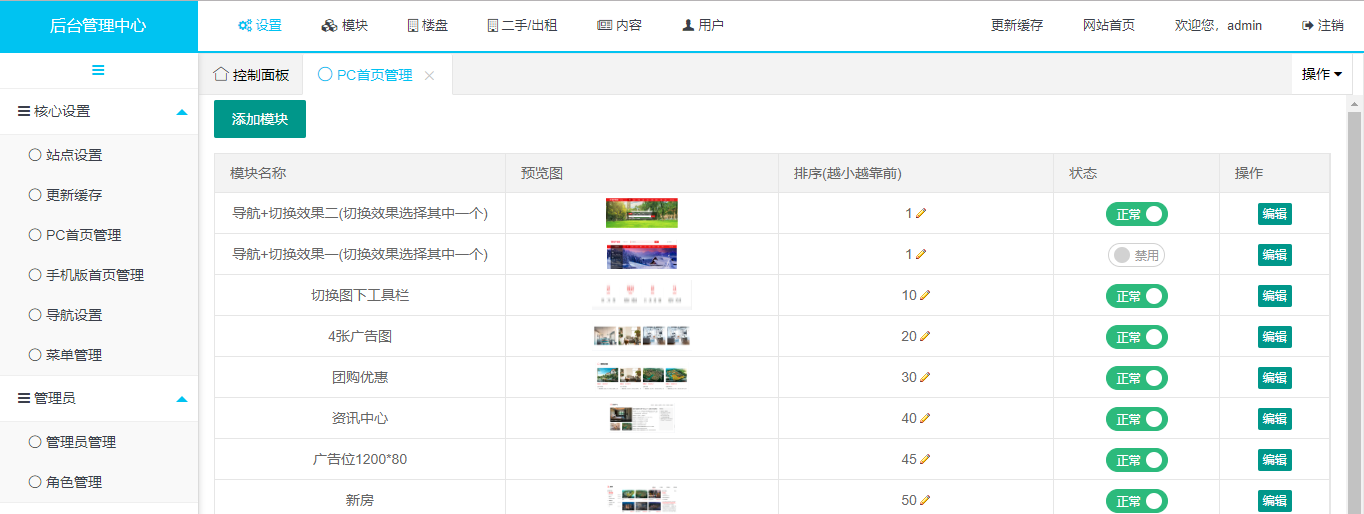 后台管理中心 设置 模块 楼盘 二手/出租 内容 用户 更新缓存 网站首页 欢迎您，admin 注销
控制面板 PC首页管理 操作
核心设置
站点设置
更新缓存
PC首页管理
手机版首页管理
导航设置
菜单管理
管理员
管理员管理
角色管理
添加模块
模块名称 预览图 排序(越小越靠前) 状态 操作
导航+切换效果二(切换效果选择其中一个) 1 正常 编辑
导航+切换效果一(切换效果选择其中一个) 1 禁用 编辑
切换图下工具栏 10 正常 编辑
4张广告图 20 正常 编辑
团购优惠 30 正常 编辑
资讯中心 40 正常 编辑
广告位1200*80 45 正常 编辑
新房 50 正常 编辑